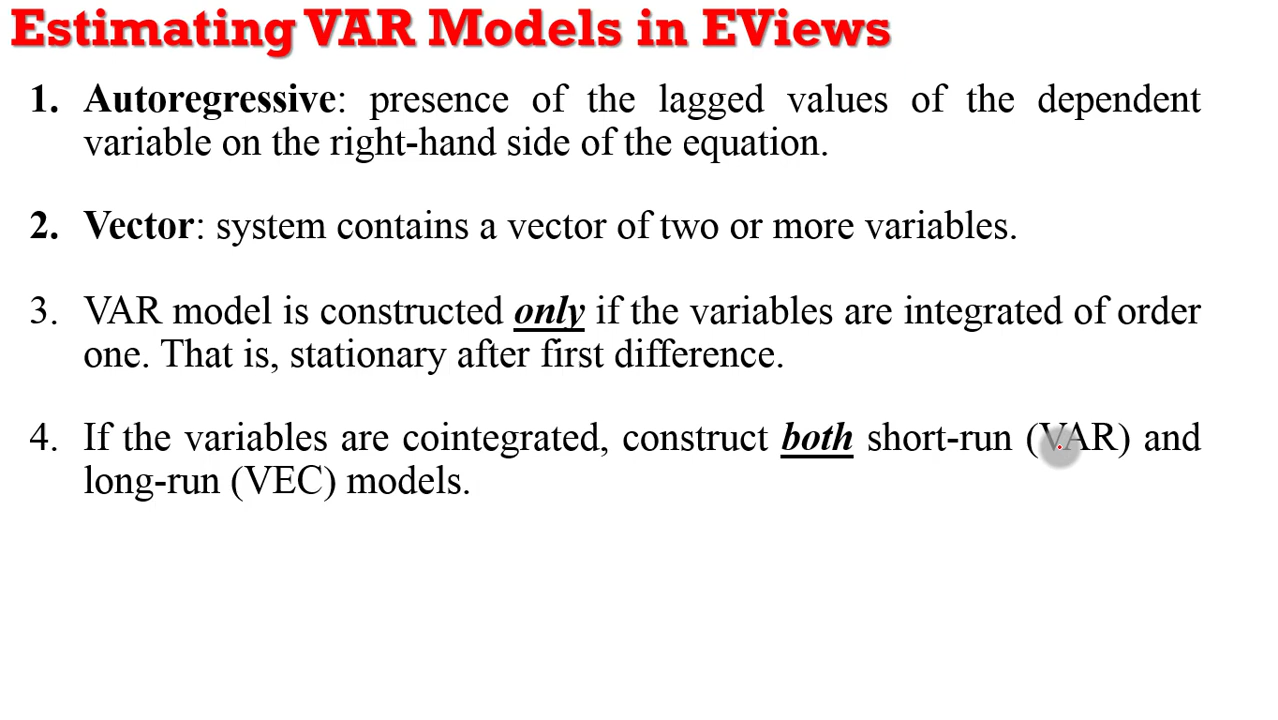 Estimating VAR Models in EViews
1. Autoregressive: presence of the lagged values of the dependent
variable on the right-hand side of the equation.
2. Vector: system contains a vector of two or more variables.
3. VAR model is constructed only if the variables are integrated of order
one. That is, stationary after first difference.
4. If the variables are cointegrated, construct both short-run (VAR) and
long-run (VEC) models.